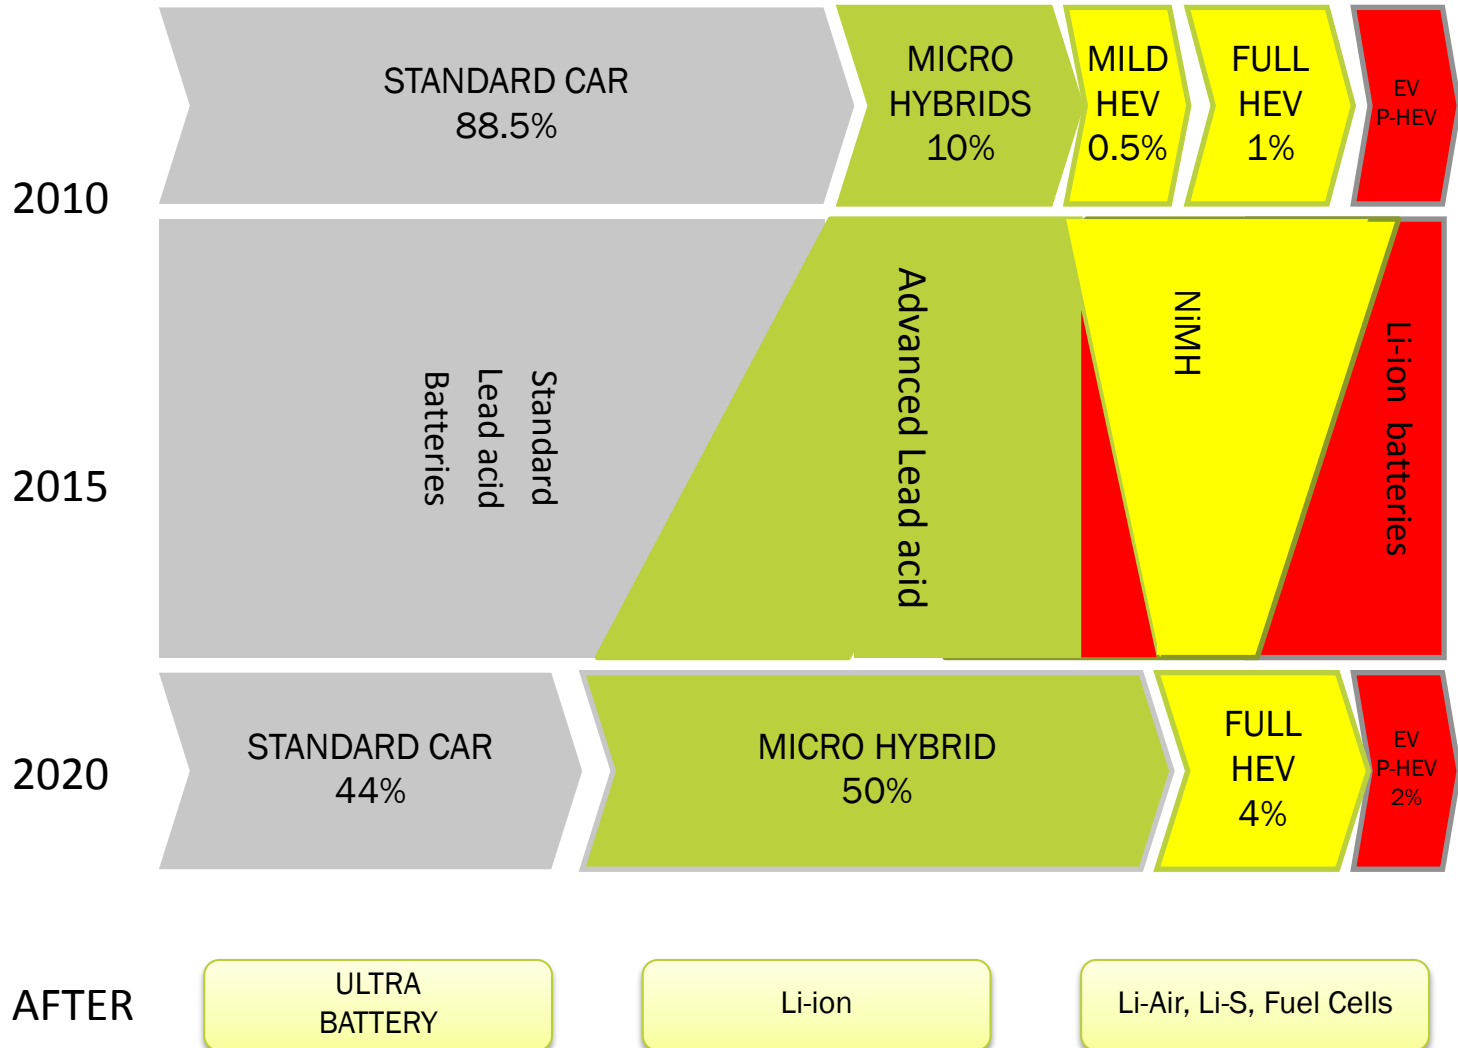 STANDARD CAR
88.5%
MICRO
HYBRIDS
10%
MILD
HEV
0.5%
FULL
HEV
1%
EV
P-HEV
2010
Standard
Lead acid
Batteries
Advanced Lead acid
NiMH
Li-ion batteries
2015
2020
STANDARD CAR
44%
MICRO HYBRID
50%
FULL
HEV
4%
EV
P-HEV
2%
AFTER
ULTRA
BATTERY
Li-ion
Li-Air, Li-S, Fuel Cells